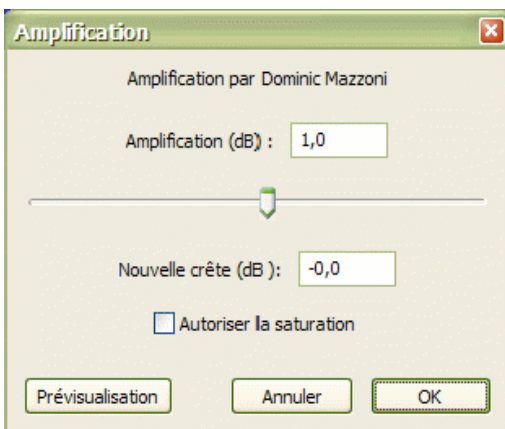 Amplification
Amplification par Dominic Mazzoni
Amplification (dB) : 1,0
Nouvelle crête (dB ): -0,0
Autoriser la saturation
Prévisualisation Annuler OK